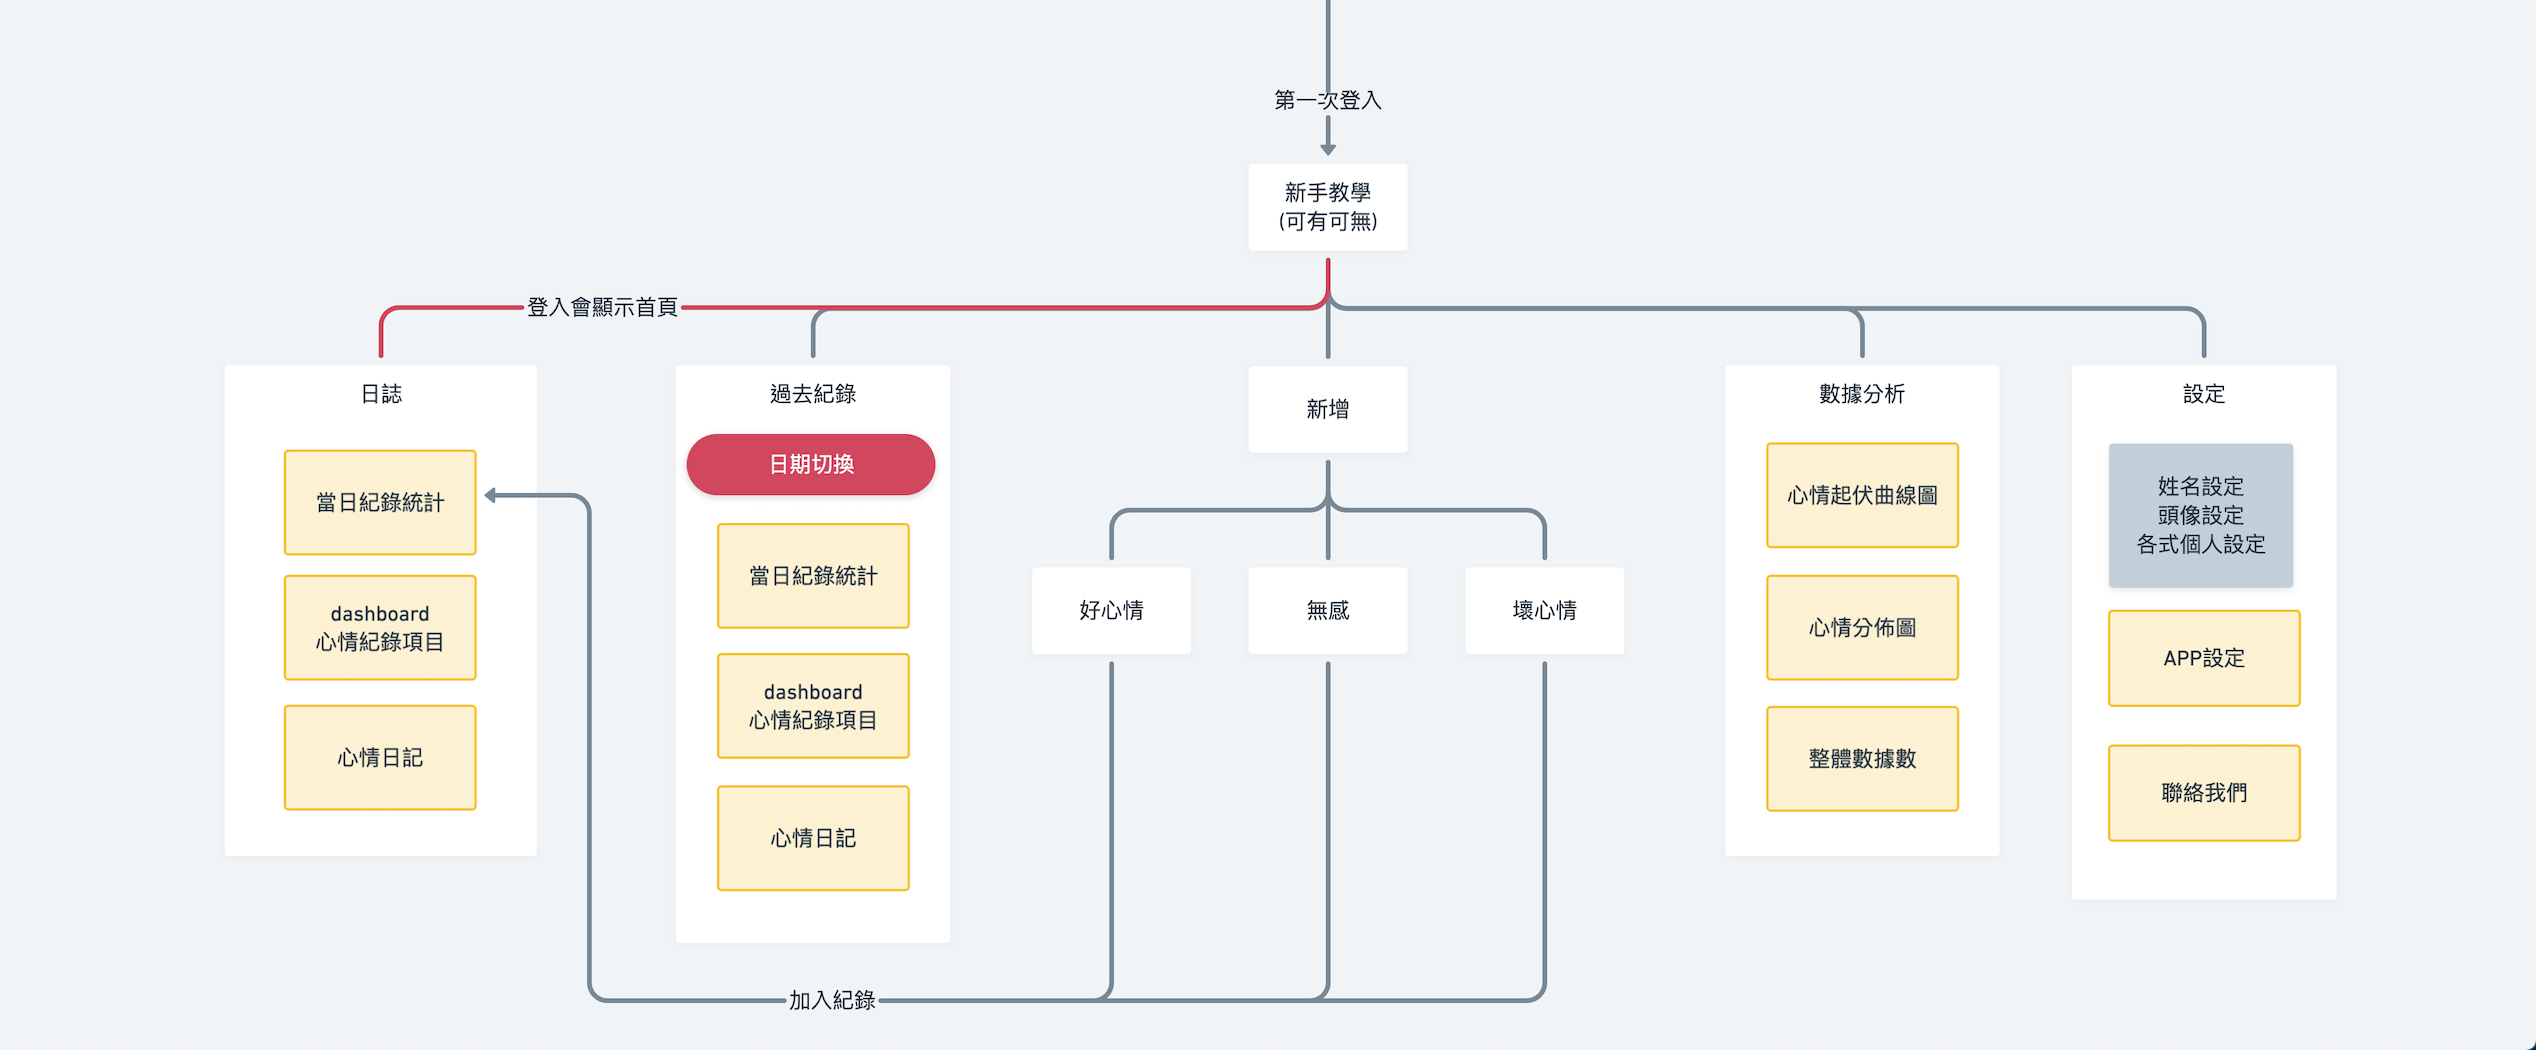 第一次登入
新手教學
(可有可無)
登入會顯示首頁
日誌
當日紀錄統計
dashboard
心情紀錄項目
心情日記
過去紀錄
日期切換
當日紀錄統計
dashboard
心情紀錄項目
心情日記
新增
好心情
無感
壞心情
加入紀錄
數據分析
心情起伏曲線圖
心情分佈圖
整體數據數
設定
姓名設定
頭像設定
各式個人設定
APP設定
聯絡我們